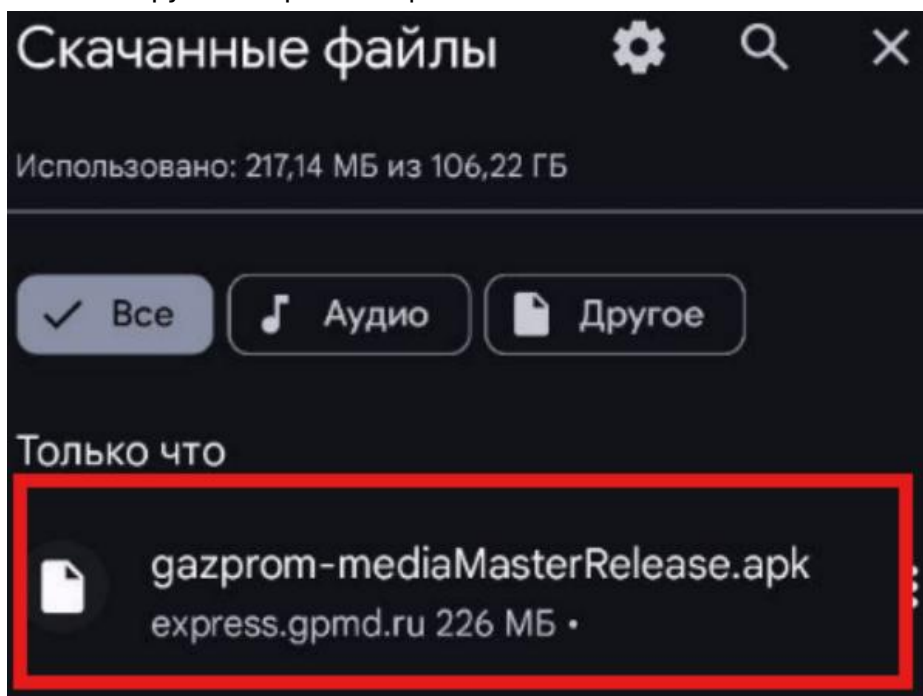 Скачанные файлы
Использовано: 217,14 МБ из 106,22 ГБ
Все Аудио Другое
Только что
gazprom-mediaMasterRelease.apk
express.gpmd.ru 226 МБ •